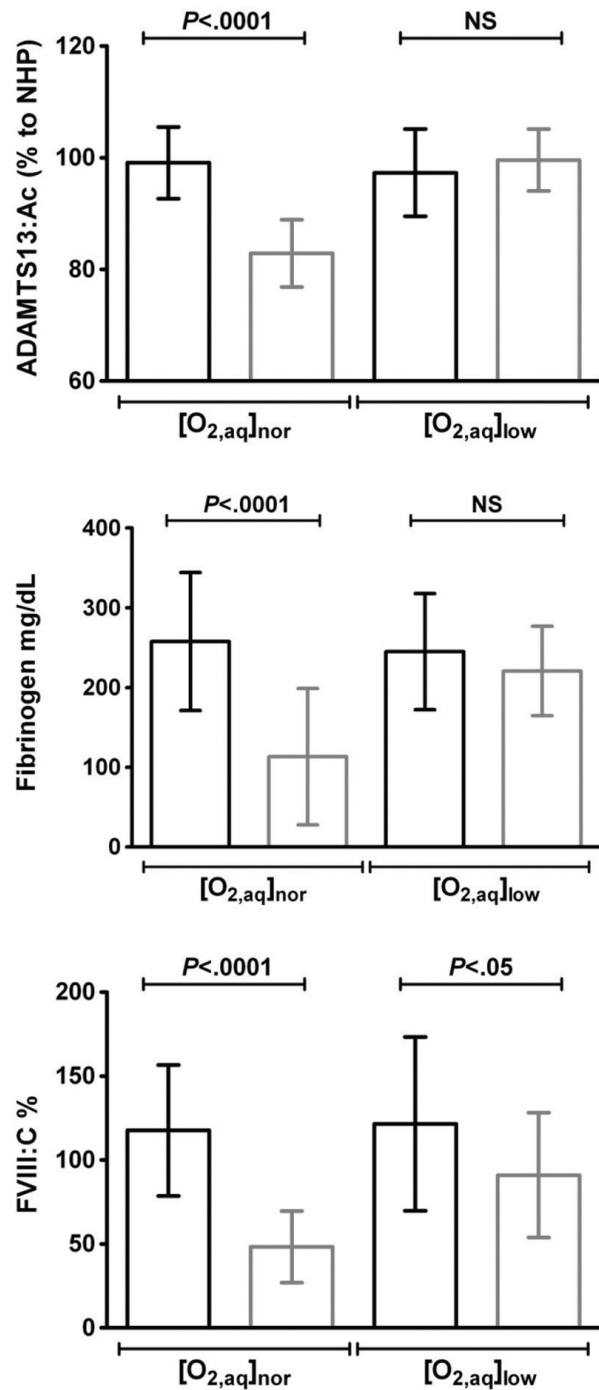 P<.0001 NS
120
100
80
60
ADAMTS13:Ac (% to NHP)
[O2,aq]nor [O2,aq]low
P<.0001 NS
400
300
200
100
0
Fibrinogen mg/dL
[O2,aq]nor [O2,aq]low
P<.0001 P<.05
200
150
100
50
0
FVIII:C %
[O2,aq]nor [O2,aq]low